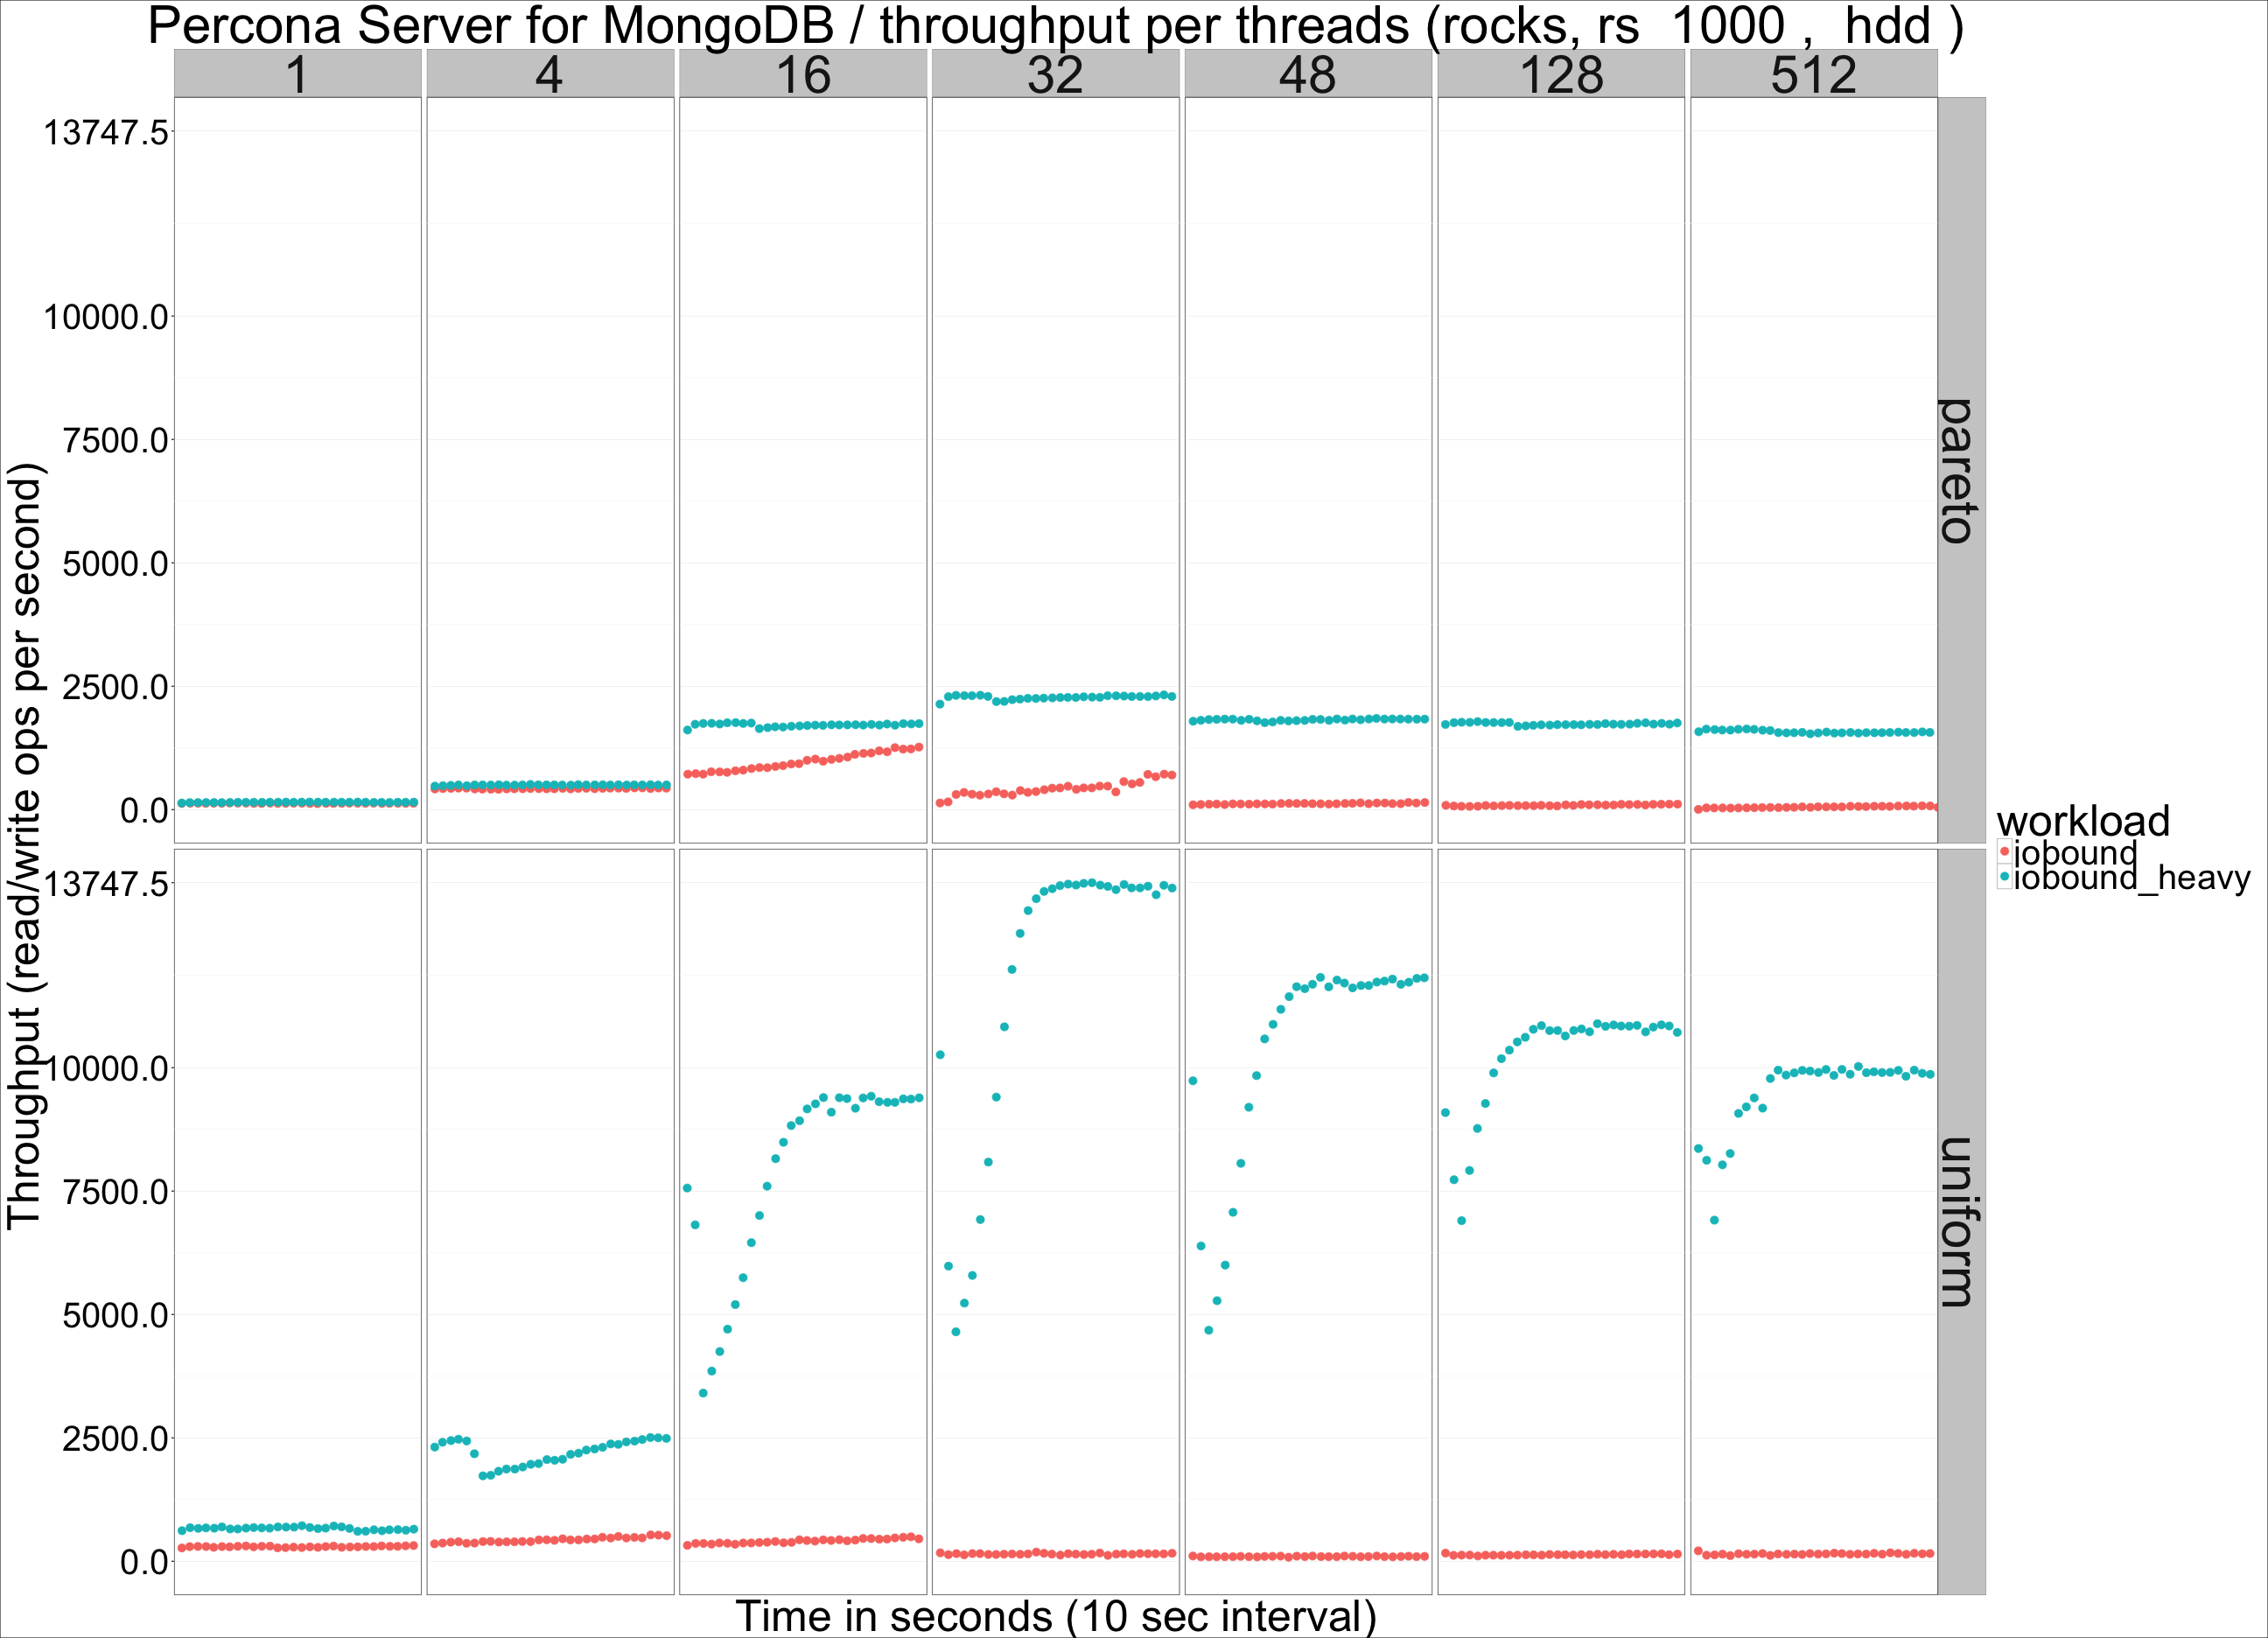 Percona Server for MongoDB / throughput per threads (rocks, rs 1000 , hdd )
1 4 16 32 48 128 512
13747.5
10000.0
7500.0
5000.0
2500.0
0.0
pareto
13747.5
10000.0
7500.0
5000.0
2500.0
0.0
uniform
Throughput (read/write ops per second)
Time in seconds (10 sec interval)
workload
iobound
iobound_heavy